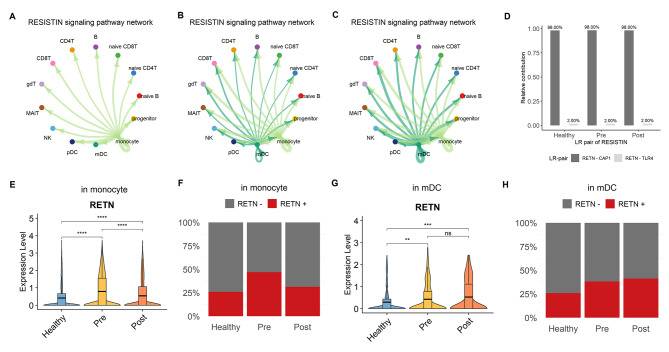 A
RESISTIN signaling pathway network
B
CD4T
naive CD8T
CD8T
naive CD4T
gdT
naive B
MAIT
progenitor
NK
monocyte
pDC
mDC
B
RESISTIN signaling pathway network
B
CD4T
naive CD8T
CD8T
naive CD4T
gdT
naive B
MAIT
progenitor
NK
monocyte
pDC
mDC
C
RESISTIN signaling pathway network
B
CD4T
naive CD8T
CD8T
naive CD4T
gdT
naive B
MAIT
progenitor
NK
monocyte
pDC
mDC
D
Relative contribution
1.00
0.75
0.50
0.25
0.00
98.00%
2.00%
98.00%
2.00%
98.00%
2.00%
Healthy Pre Post
LR pair of RESISTIN
LR-pair RETN - CAP1 RETN - TLR4
E
in monocyte
RETN
Expression Level
5
4
3
2
1
0
****
****
****
Healthy Pre Post
F
in monocyte
RETN - RETN +
100%
75%
50%
25%
0%
Healthy Pre Post
G
in mDC
RETN
Expression Level
4
3
2
1
0
***
**
ns
Healthy Pre Post
H
in mDC
RETN - RETN +
100%
75%
50%
25%
0%
Healthy Pre Post